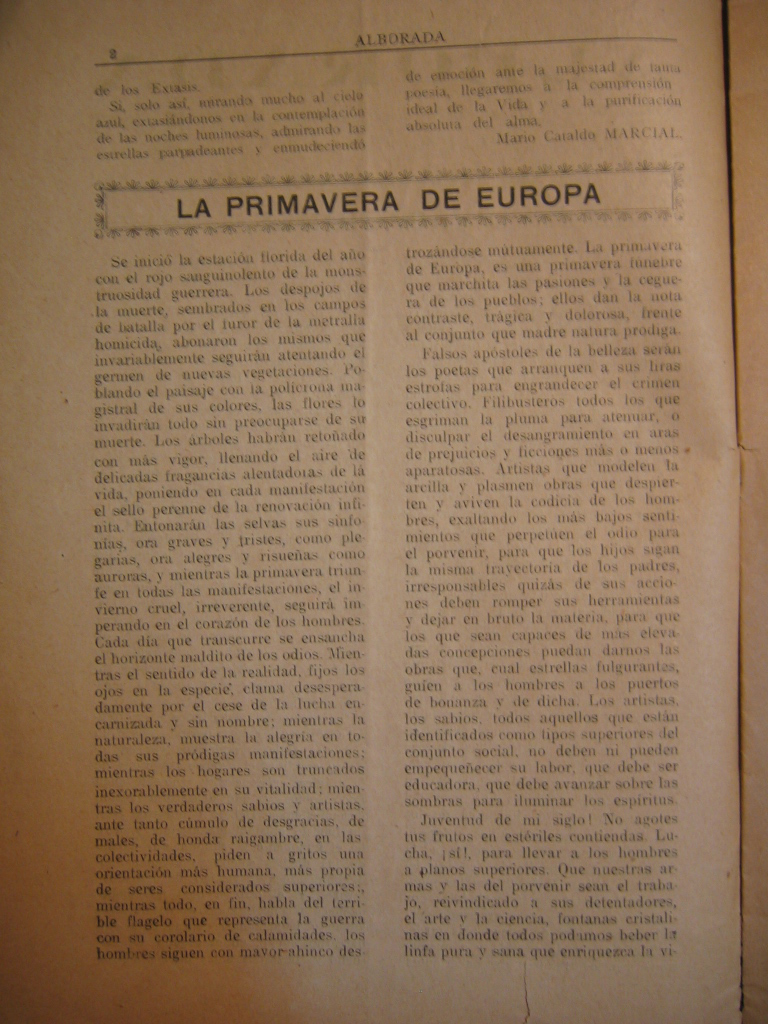 2
ALBORADA
de los Extasis.
Si, solo así, mirando mucho al cielo
azul, extasiándonos en la contemplación
de las noches luminosas, admirando las
estrellas parpadeantes y enmudeciendo
de emoción ante la majestad de tanta
poesia, llegaremos à la comprensión
ideal de la Vida y a la purificación
absoluta del alma.
Mario Cataldo MARCIAL.
LA PRIMAVERA DE EUROPA
Se inició la estación florida del año
con el rojo sanguinolento de la mons-
truosidad guerrera. Los despojos de
la muerte, sembrados en los campos
de batalla por el furor de la metralla
homicida, abonaron los mismos que
invariablemente seguirán atentando el
germen de nuevas vegetaciones. Po-
blando el paisaje con la policrona ma-
gistral de sus colores, las flores lo
invadirán todo sin preocuparse de su
muerte. Los árboles habrán retoñado
con más vigor, llenando el aire de
delicadas fragancias alentadoras de lá
vida, poniendo en cada manifestación
el sello perenne de la renovación infi-
nita. Entonarán las selvas sus sinfo-
nías, ora graves y tristes, como ple-
garias, ora alegres y risueñas como
auroras, y mientras la primavera triun-
fe en todas las manifestaciones, el in-
vierno cruel, irreverente, seguirá im-
perando en el corazón de los hombres.
Cada día que transcurre se ensancha
el horizonte maldito de los odios. Mien-
tras el sentido de la realidad, fijos los
ojos en la especie, clama desespera-
damente por el cese de la lucha en-
carnizada y sin nombre; mientras la
naturaleza, muestra la alegría en to-
das sus pródigas manifestaciones;
mientras los hogares son truncados
inexorablemente en su vitalidad; mien-
tras los verdaderos sabios y artistas,
ante tanto cúmulo de desgracias, de
males, de honda raigambre, en las
colectividades, piden a gritos una
orientación más humana, más propia
de seres considerados superiores;,
mientras todo, en fin, habla del terri-
ble flagelo que representa la guerra
con su corolario de calamidades, los
hombres siguen con mayor ahinco des-
trozándose mútuamente. La primavera
de Europa, es una primavera fúnebre
que marchita las pasiones y la cegue-
ra de los pueblos; ellos dan la nota
contraste, trágica y dolorosa, frente
al conjunto que madre natura prodiga.
Falsos apóstoles de la belleza serán
los poetas que arranquen a sus liras
estrofas para engrandecer el crimen
colectivo. Filibusteros todos los que
esgriman la pluma para atenuar, o
disculpar el desangramiento en aras
de prejuicios y ficciones más o menos
aparatosas. Artistas que modelen la
arcilla y plasmen obras que despier-
ten y aviven la codicia de los hom-
bres, exaltando los más bajos senti-
mientos que perpetúen el odio para
el porvenir, para que los hijos sigan
la misma trayectoria de los padres,
irresponsables quizás de sus accio-
nes deben romper sus herramientas
y dejar en bruto la materia, para que
los que sean capaces de más eleva-
das concepciones puedan darnos las
obras que, cual estrellas fulgurantes,
guíen a los hombres a los puertos
de bonanza y de dicha. Los artistas,
los sabios, todos aquellos que están
identificados como tipos superiores del
conjunto social, no deben ni pueden
empequeñecer su labor, que debe ser
educadora, que debe avanzar sobre las
sombras para iluminar los espíritus.
Juventud de mi siglo! No agotes
tus frutos en estériles contiendas. Lu-
cha, ¡sí!, para llevar a los hombres
a planos superiores. Que nuestras ar-
mas y las del porvenir sean el traba-
jo, reivindicado a sus detentadores,
el arte y la ciencia, fontanas cristali-
nas en donde todos podamos beber la
linfa pura y sana que enriquezca la vi-